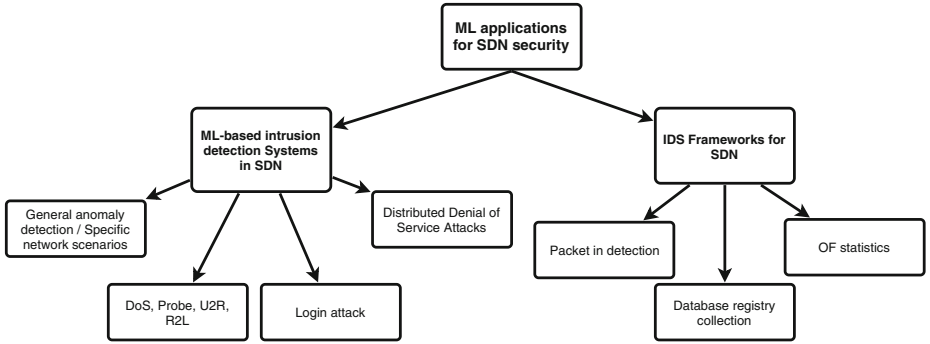 ML applications
for SDN security
ML-based intrusion
detection Systems
in SDN
IDS Frameworks for
SDN
General anomaly
detection / Specific
network scenarios
Distributed Denial of
Service Attacks
DoS, Probe, U2R,
R2L
Login attack
Packet in detection
OF statistics
Database registry
collection